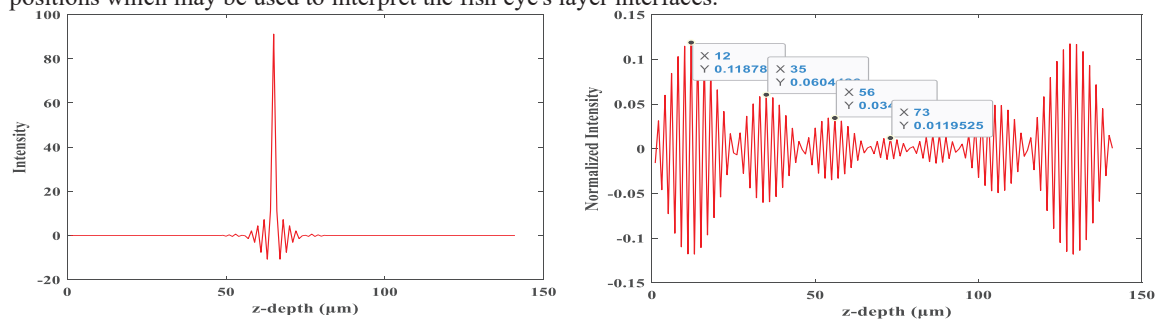 positions which may be used to interpret the fish eye's layer interfaces.
100
80
60
40
20
0
-20
Intensity
0
50
100
150
z-depth (μm)
0.15
0.1
0.05
0
-0.05
-0.1
-0.15
Normalized Intensity
X 12
Y 0.11878
X 35
Y 0.0604
X 56
Y 0.034
X 73
Y 0.0119525
0
50
100
150
z-depth (μm)